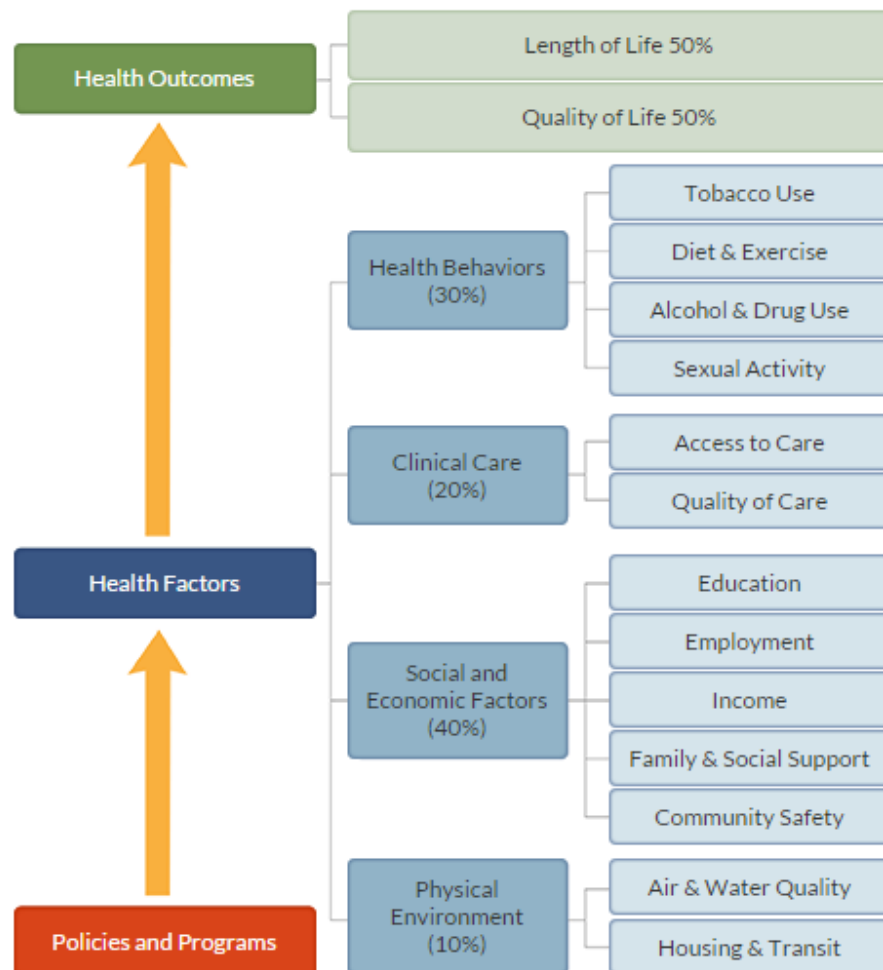 Health Outcomes
Length of Life 50%
Quality of Life 50%
Health Behaviors
(30%)
Tobacco Use
Diet & Exercise
Alcohol & Drug Use
Sexual Activity
Clinical Care
(20%)
Access to Care
Quality of Care
Health Factors
Social and
Economic Factors
(40%)
Education
Employment
Income
Family & Social Support
Community Safety
Physical
Environment
(10%)
Air & Water Quality
Housing & Transit
Policies and Programs